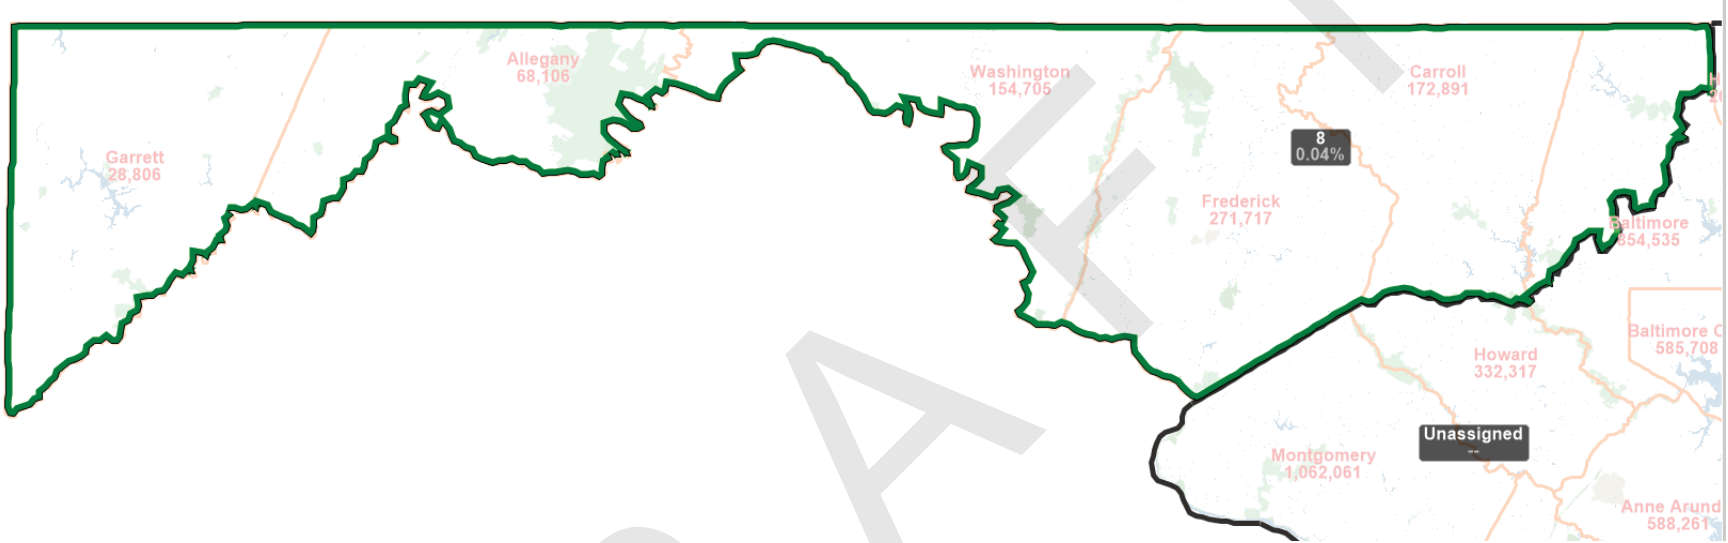 Allegany
68,106
Washington
154,705
Carroll
172,891
Garrett
28,806
8
0.04%
Frederick
271,717
Baltimore
854,535
Baltimore C
585,708
Howard
332,317
Unassigned
--
Montgomery
1,062,061
Anne Arund
588,261